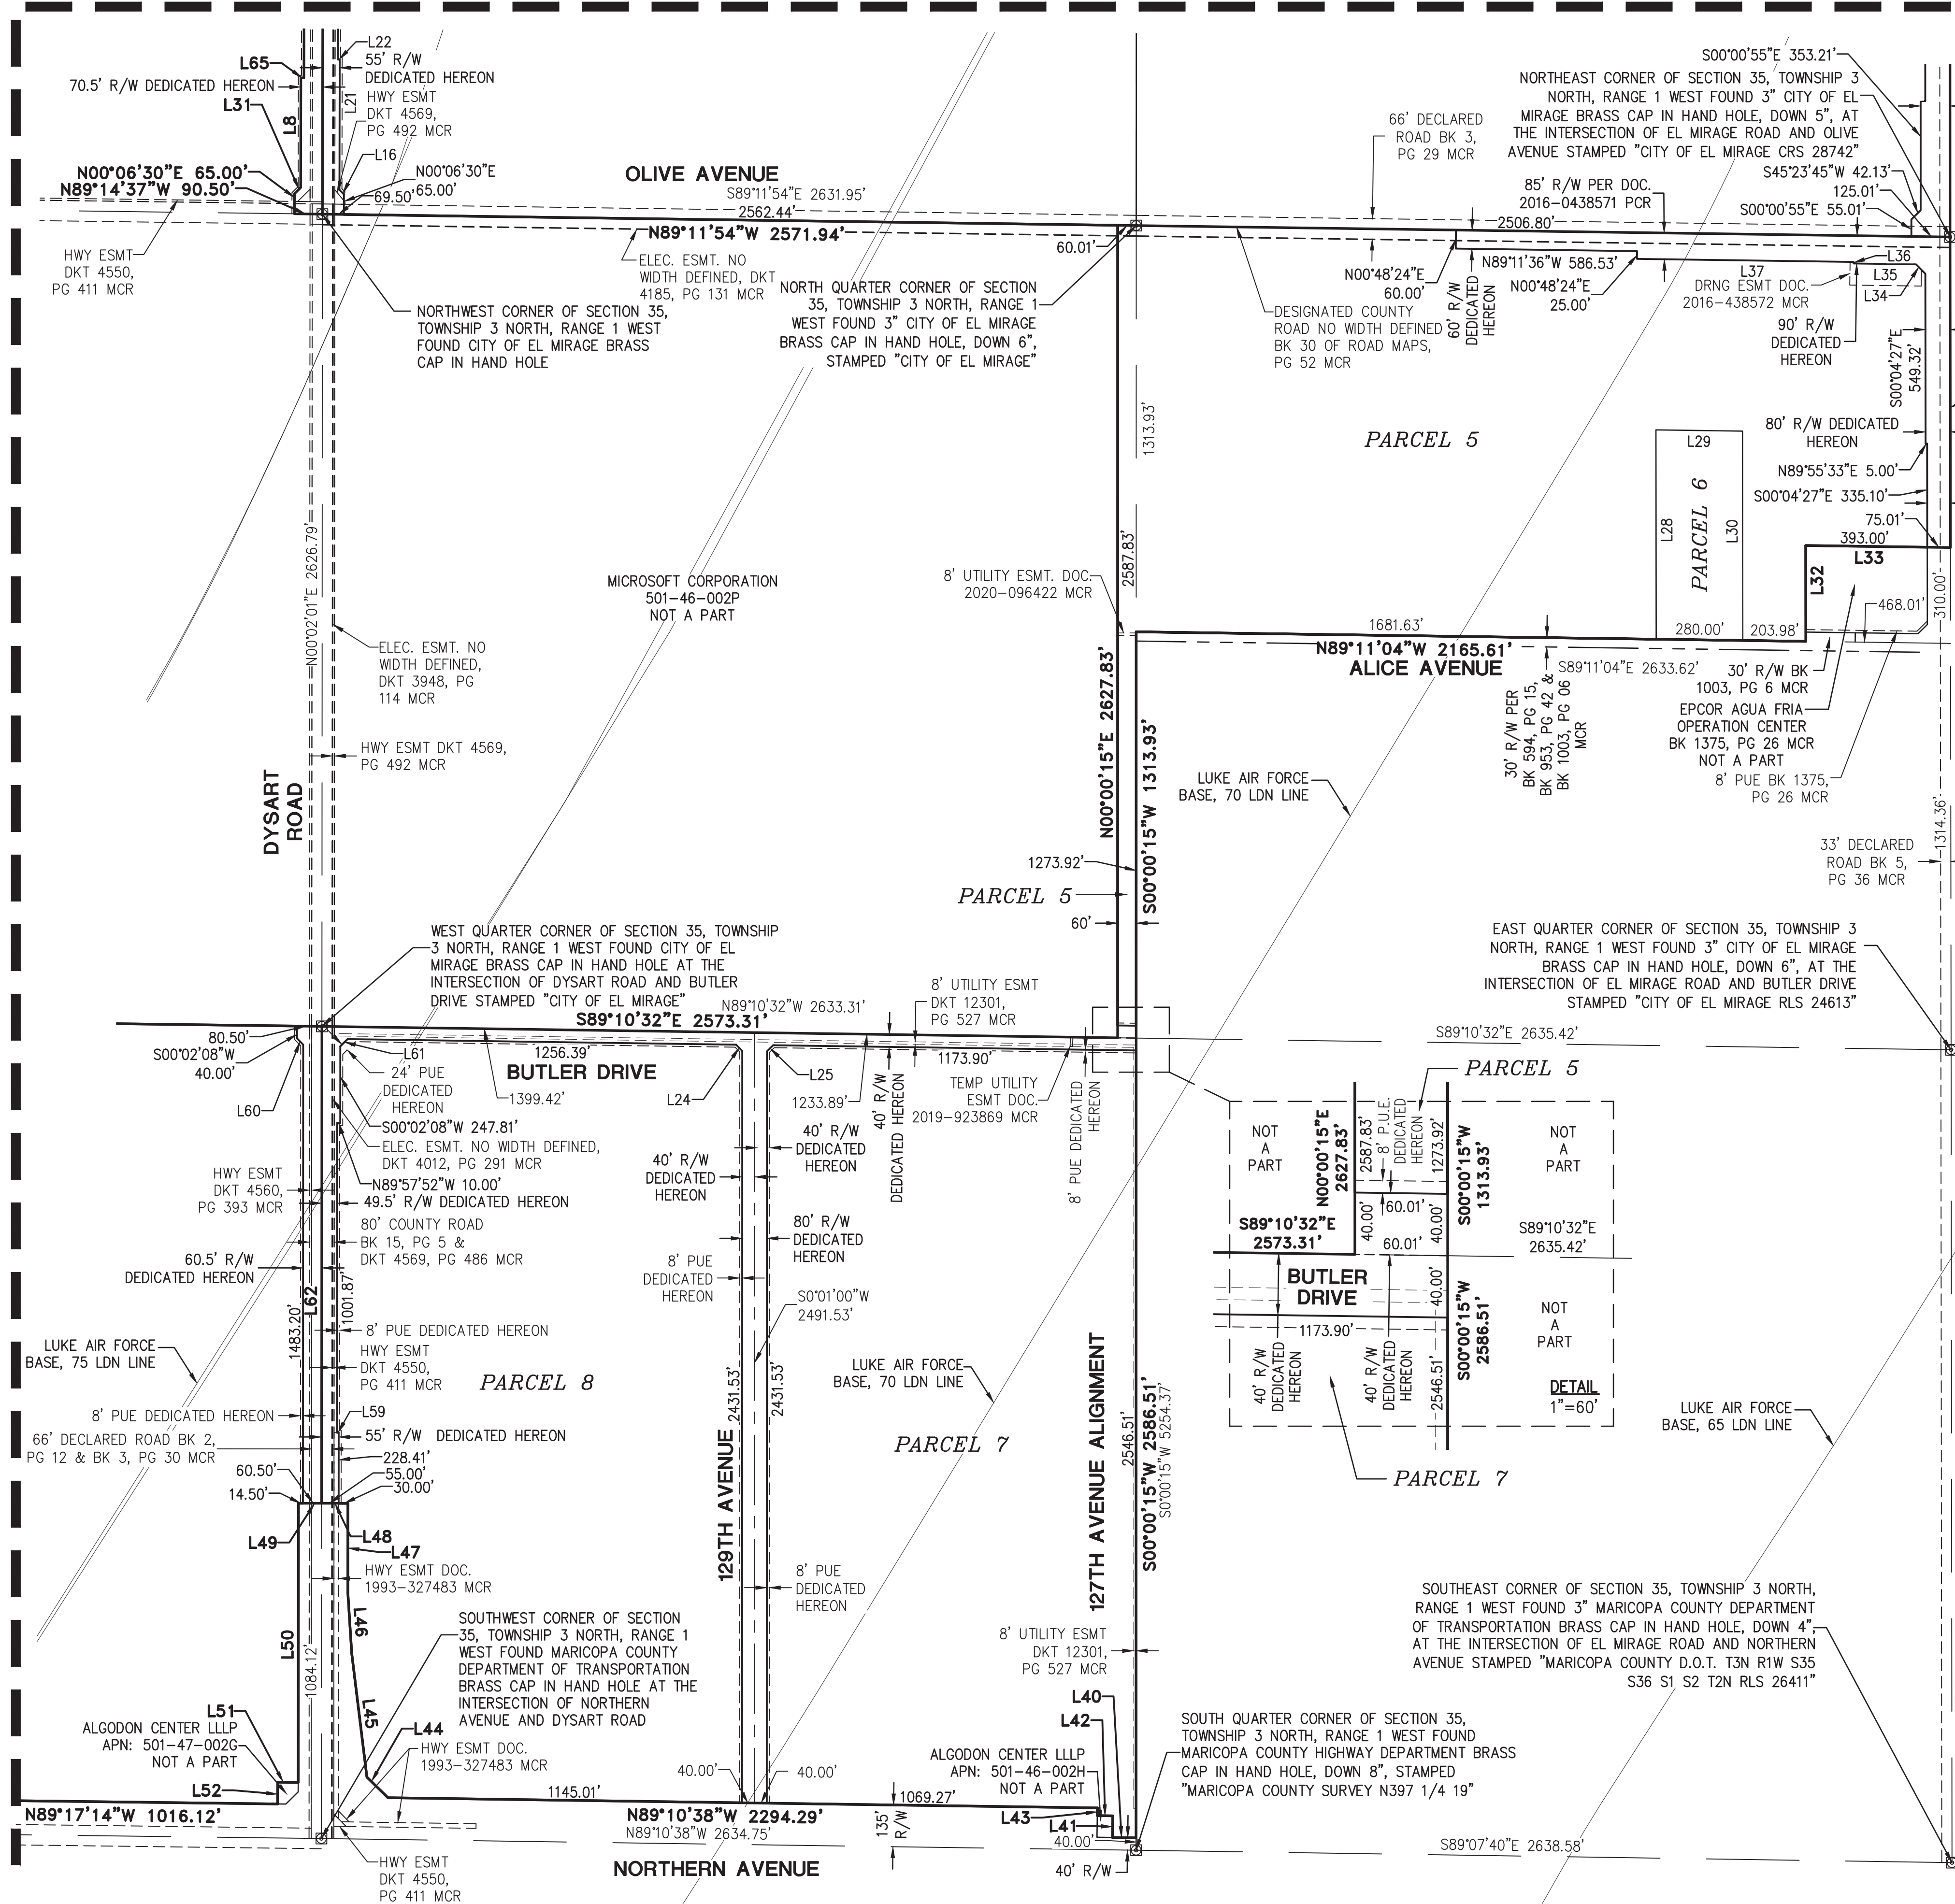 L65
L22
55' R/W
DEDICATED HEREON
70.5' R/W DEDICATED HEREON
L31
L8
L21
HWY ESMT
DKT 4569,
PG 492 MCR
L16
N00°06'30"E 65.00'
N89°14'37"W 90.50'
N00°06'30"E
65.00'
69.50'
OLIVE AVENUE
S89°11'54"E 2631.95'
2562.44'
N89°11'54"W 2571.94'
60.01'
66' DECLARED
ROAD BK 3,
PG 29 MCR
S00°00'55"E 353.21'
NORTHEAST CORNER OF SECTION 35, TOWNSHIP 3
NORTH, RANGE 1 WEST FOUND 3" CITY OF EL
MIRAGE BRASS CAP IN HAND HOLE, DOWN 5", AT
THE INTERSECTION OF EL MIRAGE ROAD AND OLIVE
AVENUE STAMPED "CITY OF EL MIRAGE CRS 28742"
S45°23'45"W 42.13'
125.01'
S00°00'55"E 55.01'
85' R/W PER DOC.
2016-0438571 PCR
2506.80'
HWY ESMT
DKT 4550,
PG 411 MCR
ELEC. ESMT. NO
WIDTH DEFINED, DKT
4185, PG 131 MCR
NORTHWEST CORNER OF SECTION 35,
TOWNSHIP 3 NORTH, RANGE 1 WEST
FOUND CITY OF EL MIRAGE BRASS
CAP IN HAND HOLE
NORTH QUARTER CORNER OF SECTION
35, TOWNSHIP 3 NORTH, RANGE 1
WEST FOUND 3" CITY OF EL MIRAGE
BRASS CAP IN HAND HOLE, DOWN 6",
STAMPED "CITY OF EL MIRAGE"
DESIGNATED COUNTY
ROAD NO WIDTH DEFINED
BK 30 OF ROAD MAPS,
PG 52 MCR
N00°48'24"E
60.00'
60' R/W
DEDICATED
HEREON
N89°11'36"W 586.53'
N00°48'24"E
25.00'
L36
L37
L35
L34
DRNG ESMT DOC.
2016-438572 MCR
90' R/W
DEDICATED
HEREON
S00°04'27"E
549.32'
1313.93'
PARCEL 5
80' R/W DEDICATED
HEREON
N89°55'33"E 5.00'
S00°04'27"E 335.10'
75.01'
393.00'
L33
L32
L29
L28
PARCEL 6
L30
N00°02'01"E 2626.79'
MICROSOFT CORPORATION
501-46-002P
NOT A PART
8' UTILITY ESMT. DOC.
2020-096422 MCR
2587.83'
1681.63'
280.00'
203.98'
468.01'
310.00'
N89°11'04"W 2165.61'
ALICE AVENUE
S89°11'04"E 2633.62'
30' R/W BK
1003, PG 6 MCR
EPCOR AGUA FRIA
OPERATION CENTER
BK 1375, PG 26 MCR
NOT A PART
8' PUE BK 1375,
PG 26 MCR
30' R/W PER
BK 594, PG 15,
BK 953, PG 42 &
BK 1003, PG 06
MCR
ELEC. ESMT. NO
WIDTH DEFINED,
DKT 3948, PG
114 MCR
HWY ESMT DKT 4569,
PG 492 MCR
DYSART
ROAD
N00°00'15"E 2627.83'
S00°00'15"W 1313.93'
LUKE AIR FORCE
BASE, 70 LDN LINE
1314.36'
33' DECLARED
ROAD BK 5,
PG 36 MCR
1273.92'
PARCEL 5
60'
WEST QUARTER CORNER OF SECTION 35, TOWNSHIP
3 NORTH, RANGE 1 WEST FOUND CITY OF EL
MIRAGE BRASS CAP IN HAND HOLE AT THE
INTERSECTION OF DYSART ROAD AND BUTLER
DRIVE STAMPED "CITY OF EL MIRAGE"
EAST QUARTER CORNER OF SECTION 35, TOWNSHIP 3
NORTH, RANGE 1 WEST FOUND 3" CITY OF EL MIRAGE
BRASS CAP IN HAND HOLE, DOWN 6", AT THE
INTERSECTION OF EL MIRAGE ROAD AND BUTLER DRIVE
STAMPED "CITY OF EL MIRAGE RLS 24613"
8' UTILITY ESMT
DKT 12301,
PG 527 MCR
N89°10'32"W 2633.31'
S89°10'32"E 2573.31'
S89°10'32"E 2635.42'
80.50'
S00°02'08"W
40.00'
L60
L61
24' PUE
DEDICATED
HEREON
1256.39'
BUTLER DRIVE
1399.42'
L24
L25
1233.89'
1173.90'
40' R/W
DEDICATED HEREON
TEMP UTILITY
ESMT DOC.
2019-923869 MCR
8' PUE DEDICATED
HEREON
S00°02'08"W 247.81'
ELEC. ESMT. NO WIDTH DEFINED,
DKT 4012, PG 291 MCR
N89°57'52"W 10.00'
49.5' R/W DEDICATED HEREON
80' COUNTY ROAD
BK 15, PG 5 &
DKT 4569, PG 486 MCR
HWY ESMT
DKT 4560,
PG 393 MCR
60.5' R/W
DEDICATED HEREON
40' R/W
DEDICATED
HEREON
40' R/W
DEDICATED
HEREON
80' R/W
DEDICATED
HEREON
8' PUE
DEDICATED
HEREON
S0°01'00"W
2491.53'
L62
1001.87'
1483.20'
PARCEL 5
NOT
A
PART
N00°00'15"E
2627.83'
2587.83'
8' P.U.E.
DEDICATED
HEREON
1273.92'
S00°00'15"W
1313.93'
NOT
A
PART
60.01'
40.00'
40.00'
S89°10'32"E
2573.31'
60.01'
S89°10'32"E
2635.42'
BUTLER
DRIVE
40.00'
1173.90'
S00°00'15"W
2586.51'
NOT
A
PART
40' R/W
DEDICATED
HEREON
40' R/W
DEDICATED
HEREON
2546.51'
DETAIL
1"=60'
PARCEL 7
LUKE AIR FORCE
BASE, 75 LDN LINE
8' PUE DEDICATED HEREON
HWY ESMT
DKT 4550,
PG 411 MCR
PARCEL 8
LUKE AIR FORCE
BASE, 70 LDN LINE
8' PUE DEDICATED HEREON
L59
66' DECLARED ROAD BK 2,
PG 12 & BK 3, PG 30 MCR
55' R/W DEDICATED HEREON
228.41'
60.50'
55.00'
14.50'
30.00'
2431.53'
2431.53'
PARCEL 7
129TH AVENUE
127TH AVENUE ALIGNMENT
2546.51'
S00°00'15"W 2586.51'
S0°00'15"W 5254.37'
LUKE AIR FORCE
BASE, 65 LDN LINE
L49
L48
L47
HWY ESMT DOC.
1993-327483 MCR
L46
L50
1084.12'
SOUTHWEST CORNER OF SECTION
35, TOWNSHIP 3 NORTH, RANGE 1
WEST FOUND MARICOPA COUNTY
DEPARTMENT OF TRANSPORTATION
BRASS CAP IN HAND HOLE AT THE
INTERSECTION OF NORTHERN
AVENUE AND DYSART ROAD
8' PUE
DEDICATED
HEREON
8' UTILITY ESMT
DKT 12301,
PG 527 MCR
SOUTHEAST CORNER OF SECTION 35, TOWNSHIP 3 NORTH,
RANGE 1 WEST FOUND 3" MARICOPA COUNTY DEPARTMENT
OF TRANSPORTATION BRASS CAP IN HAND HOLE, DOWN 4",
AT THE INTERSECTION OF EL MIRAGE ROAD AND NORTHERN
AVENUE STAMPED "MARICOPA COUNTY D.O.T. T3N R1W S35
S36 S1 S2 T2N RLS 26411"
L51
ALGODON CENTER LLLP
APN: 501-47-002G
NOT A PART
L52
L45
L44
HWY ESMT DOC.
1993-327483 MCR
L40
L42
ALGODON CENTER LLLP
APN: 501-46-002H
NOT A PART
L43
L41
SOUTH QUARTER CORNER OF SECTION 35,
TOWNSHIP 3 NORTH, RANGE 1 WEST FOUND
MARICOPA COUNTY HIGHWAY DEPARTMENT BRASS
CAP IN HAND HOLE, DOWN 8", STAMPED
"MARICOPA COUNTY SURVEY N397 1/4 19"
40.00'
40.00'
1145.01'
1069.27'
N89°17'14"W 1016.12'
N89°10'38"W 2294.29'
N89°10'38"W 2634.75'
135'
R/W
40.00'
40' R/W
S89°07'40"E 2638.58'
HWY ESMT
DKT 4550,
PG 411 MCR
NORTHERN AVENUE